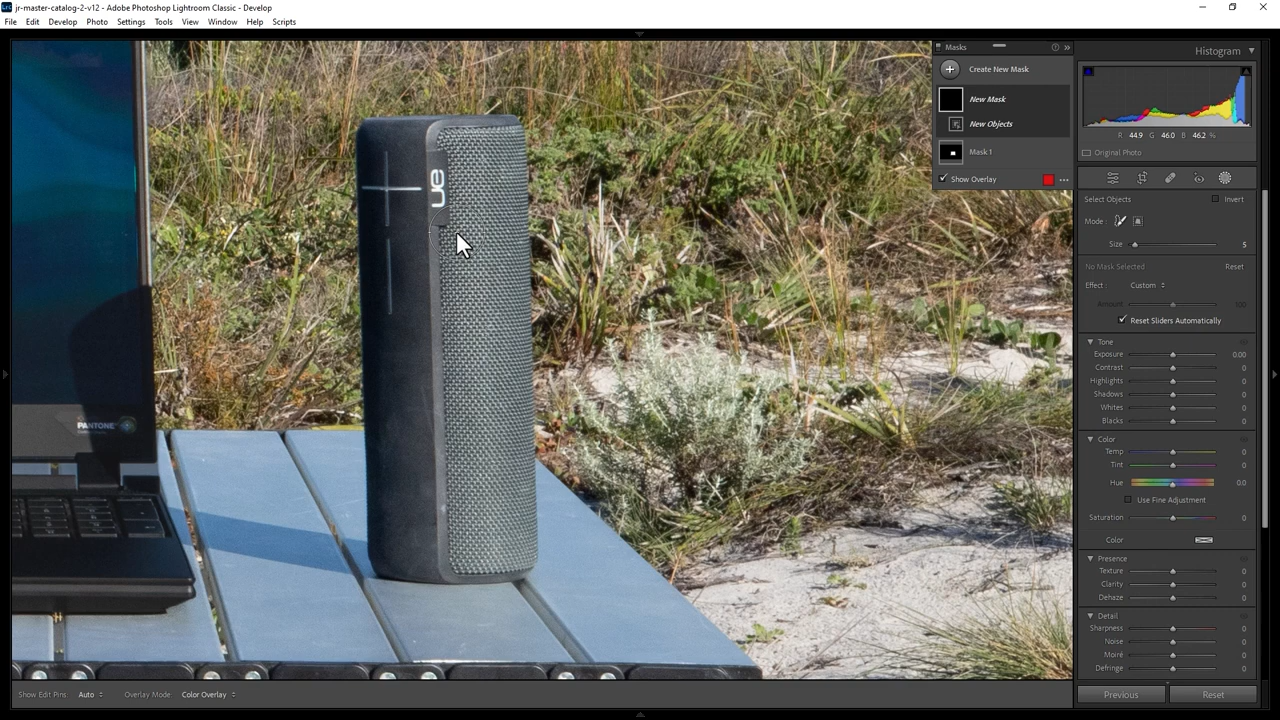 jr-master-catalog-2-v12 - Adobe Photoshop Lightroom Classic - Develop
File Edit Develop Photo Settings Tools View Window Help Scripts
Masks
Create New Mask
New Mask
New Objects
Mask 1
Show Overlay
Histogram
R 44.9 G 46.0 B 46.2 %
Original Photo
Select Objects Invert
Mode :
Size 5
No Mask Selected Reset
Effect : Custom
Amount 100
Reset Sliders Automatically
Tone
Exposure 0.00
Contrast 0
Highlights 0
Shadows 0
Whites 0
Blacks 0
Color
Temp 0
Tint 0
Hue 0.0
Use Fine Adjustment
Saturation 0
Color
Presence
Texture 0
Clarity 0
Dehaze 0
Detail
Sharpness 0
Noise 0
Moiré 0
Defringe 0
Previous Reset
ue
PANTONE
Show Edit Pins: Auto Overlay Mode: Color Overlay